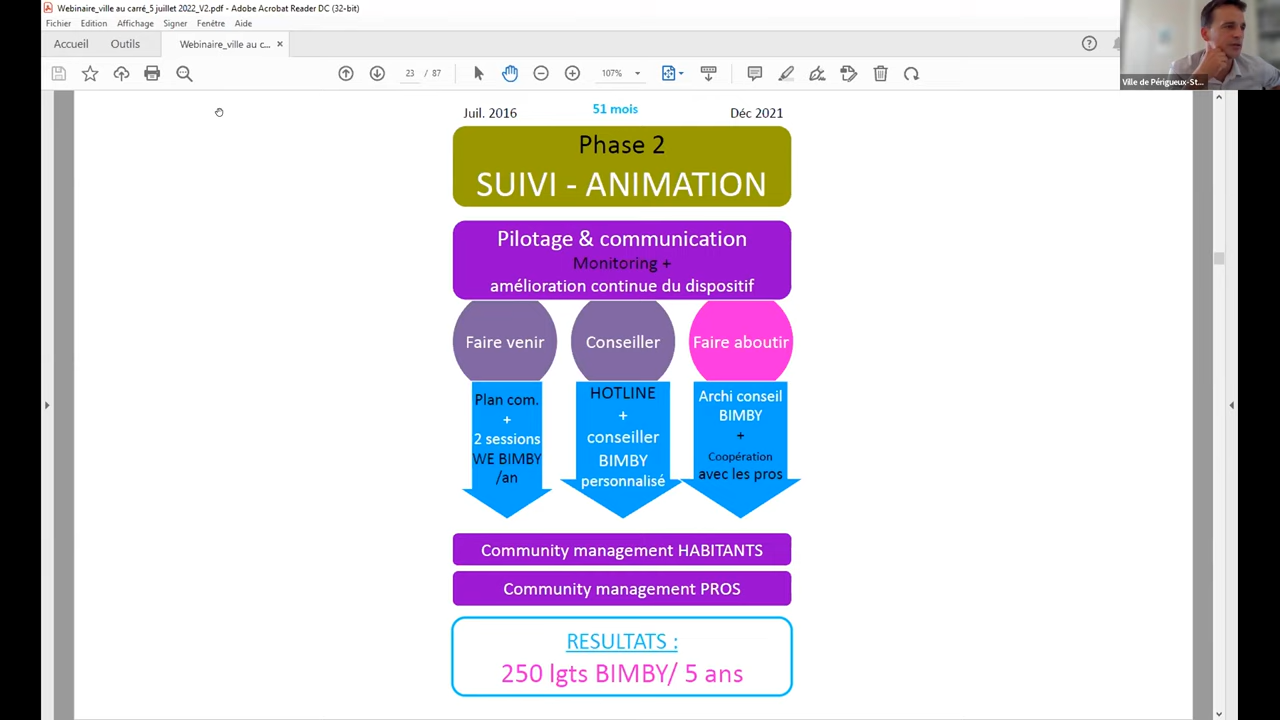 Webinaire_ville au carré_5 juillet 2022_V2.pdf - Adobe Acrobat Reader DC (32-bit)
Fichier Edition Affichage Signer Fenêtre Aide
Accueil Outils Webinaire_ville au c... ×
23 / 87 107%
Ville de Périgueux-St...
Juil. 2016 51 mois Déc 2021
Phase 2
SUIVI - ANIMATION
Pilotage & communication
Monitoring +
amélioration continue du dispositif
Faire venir
Plan com.
+
2 sessions
WE BIMBY
/an
Conseiller
HOTLINE
+
conseiller
BIMBY
personnalisé
Faire aboutir
Archi conseil
BIMBY
+
Coopération
avec les pros
Community management HABITANTS
Community management PROS
RESULTATS :
250 lgts BIMBY/ 5 ans